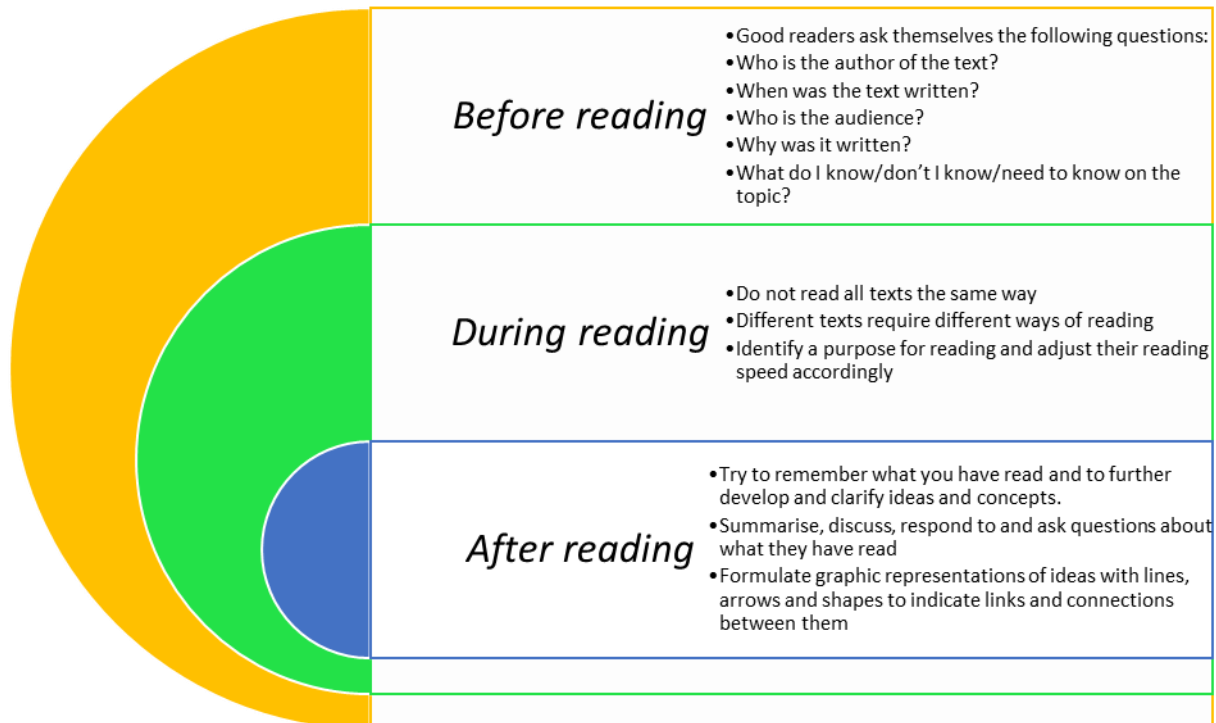 Before reading
•Good readers ask themselves the following questions:
•Who is the author of the text?
•When was the text written?
•Who is the audience?
•Why was it written?
•What do I know/don’t I know/need to know on the
topic?
During reading
•Do not read all texts the same way
•Different texts require different ways of reading
•Identify a purpose for reading and adjust their reading
speed accordingly
After reading
•Try to remember what you have read and to further
develop and clarify ideas and concepts.
•Summarise, discuss, respond to and ask questions about
what they have read
•Formulate graphic representations of ideas with lines,
arrows and shapes to indicate links and connections
between them